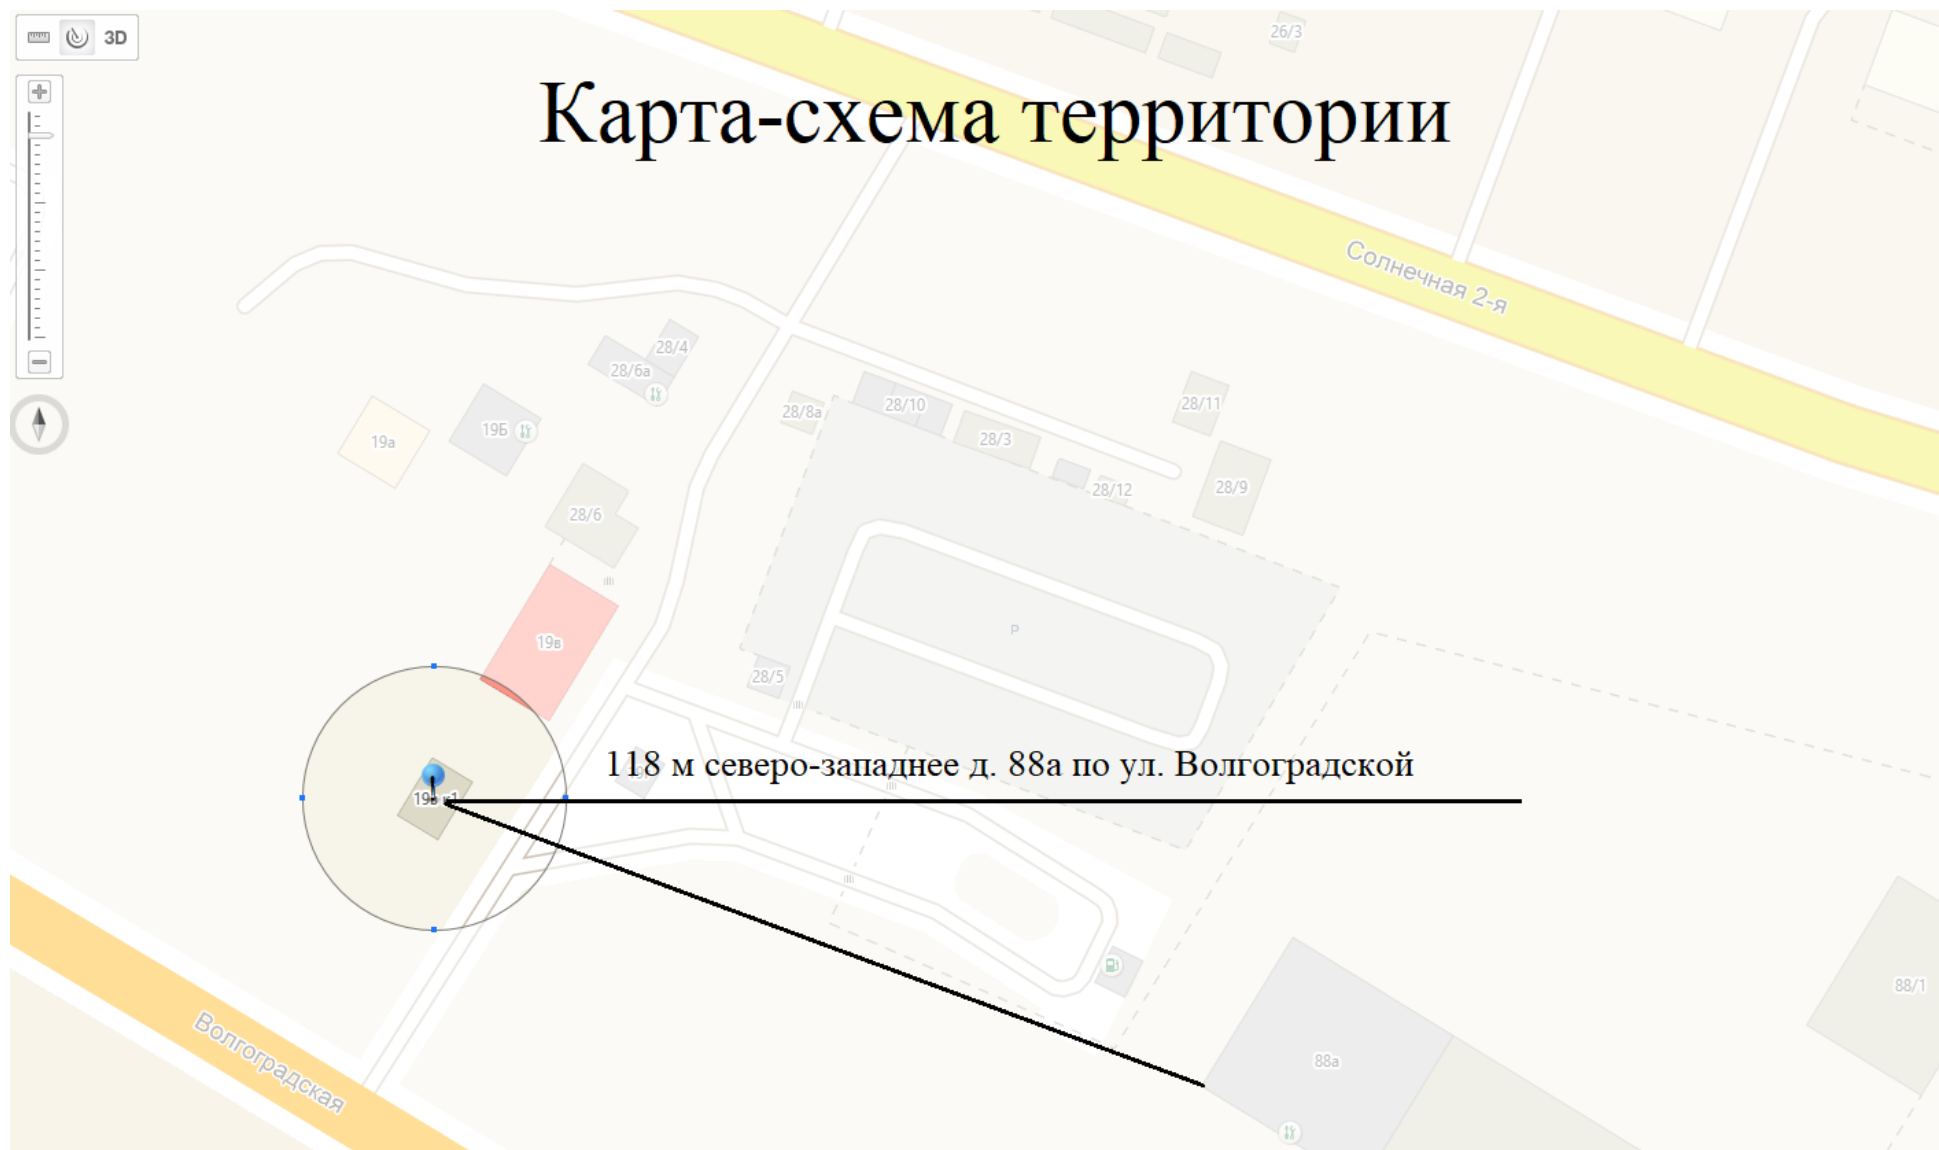 3D
26/3
Карта-схема территории
Солнечная 2-я
28/4
28/6а
28/8а
28/10
28/11
19а
19Б
28/3
28/12
28/9
28/6
P
19в
28/5
118 м северо-западнее д. 88а по ул. Волгоградской
88/1
Волгоградская
88а